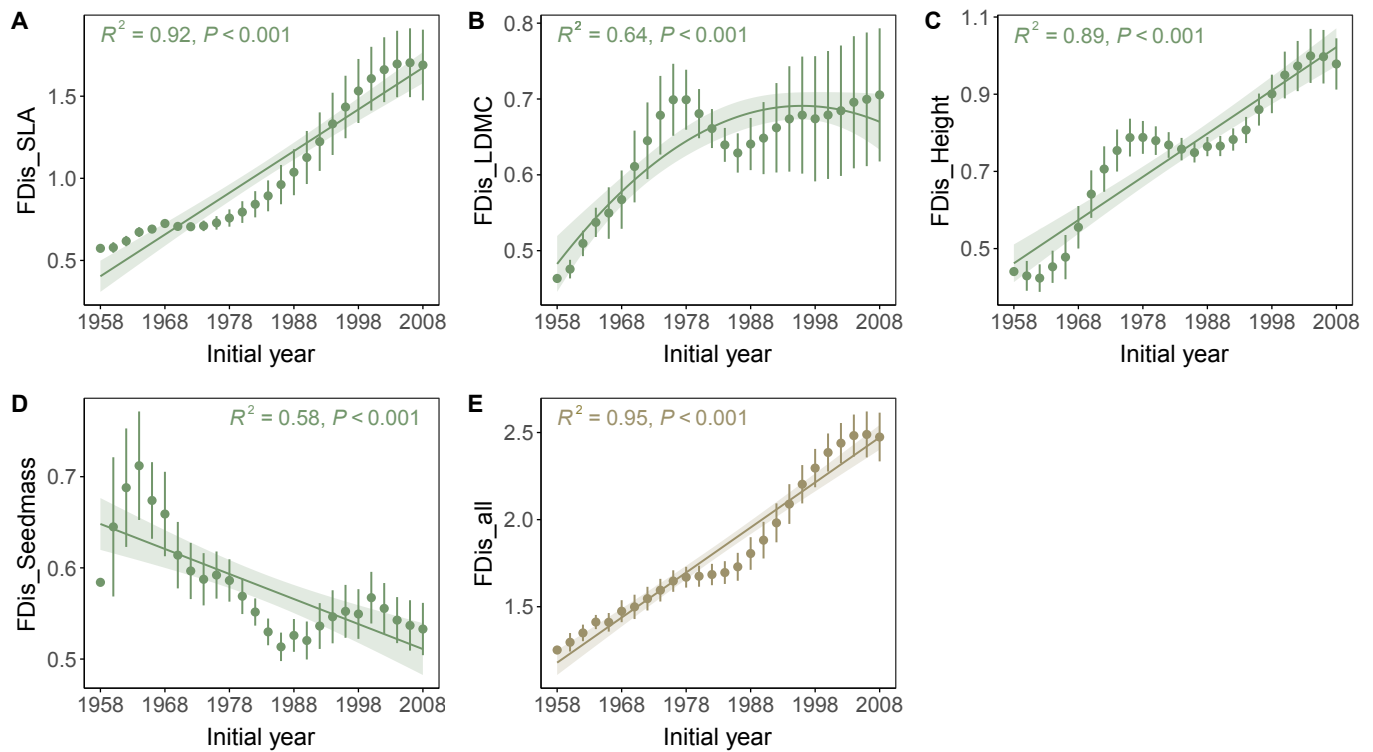 A
R² = 0.92, P < 0.001
FDis_SLA
1.5
1.0
0.5
1958 1968 1978 1988 1998 2008
Initial year
B
R² = 0.64, P < 0.001
FDis_LDMC
0.8
0.7
0.6
0.5
1958 1968 1978 1988 1998 2008
Initial year
C
R² = 0.89, P < 0.001
FDis_Height
1.1
0.9
0.7
0.5
1958 1968 1978 1988 1998 2008
Initial year
D
R² = 0.58, P < 0.001
FDis_Seedmass
0.7
0.6
0.5
1958 1968 1978 1988 1998 2008
Initial year
E
R² = 0.95, P < 0.001
FDis_all
2.5
2.0
1.5
1958 1968 1978 1988 1998 2008
Initial year